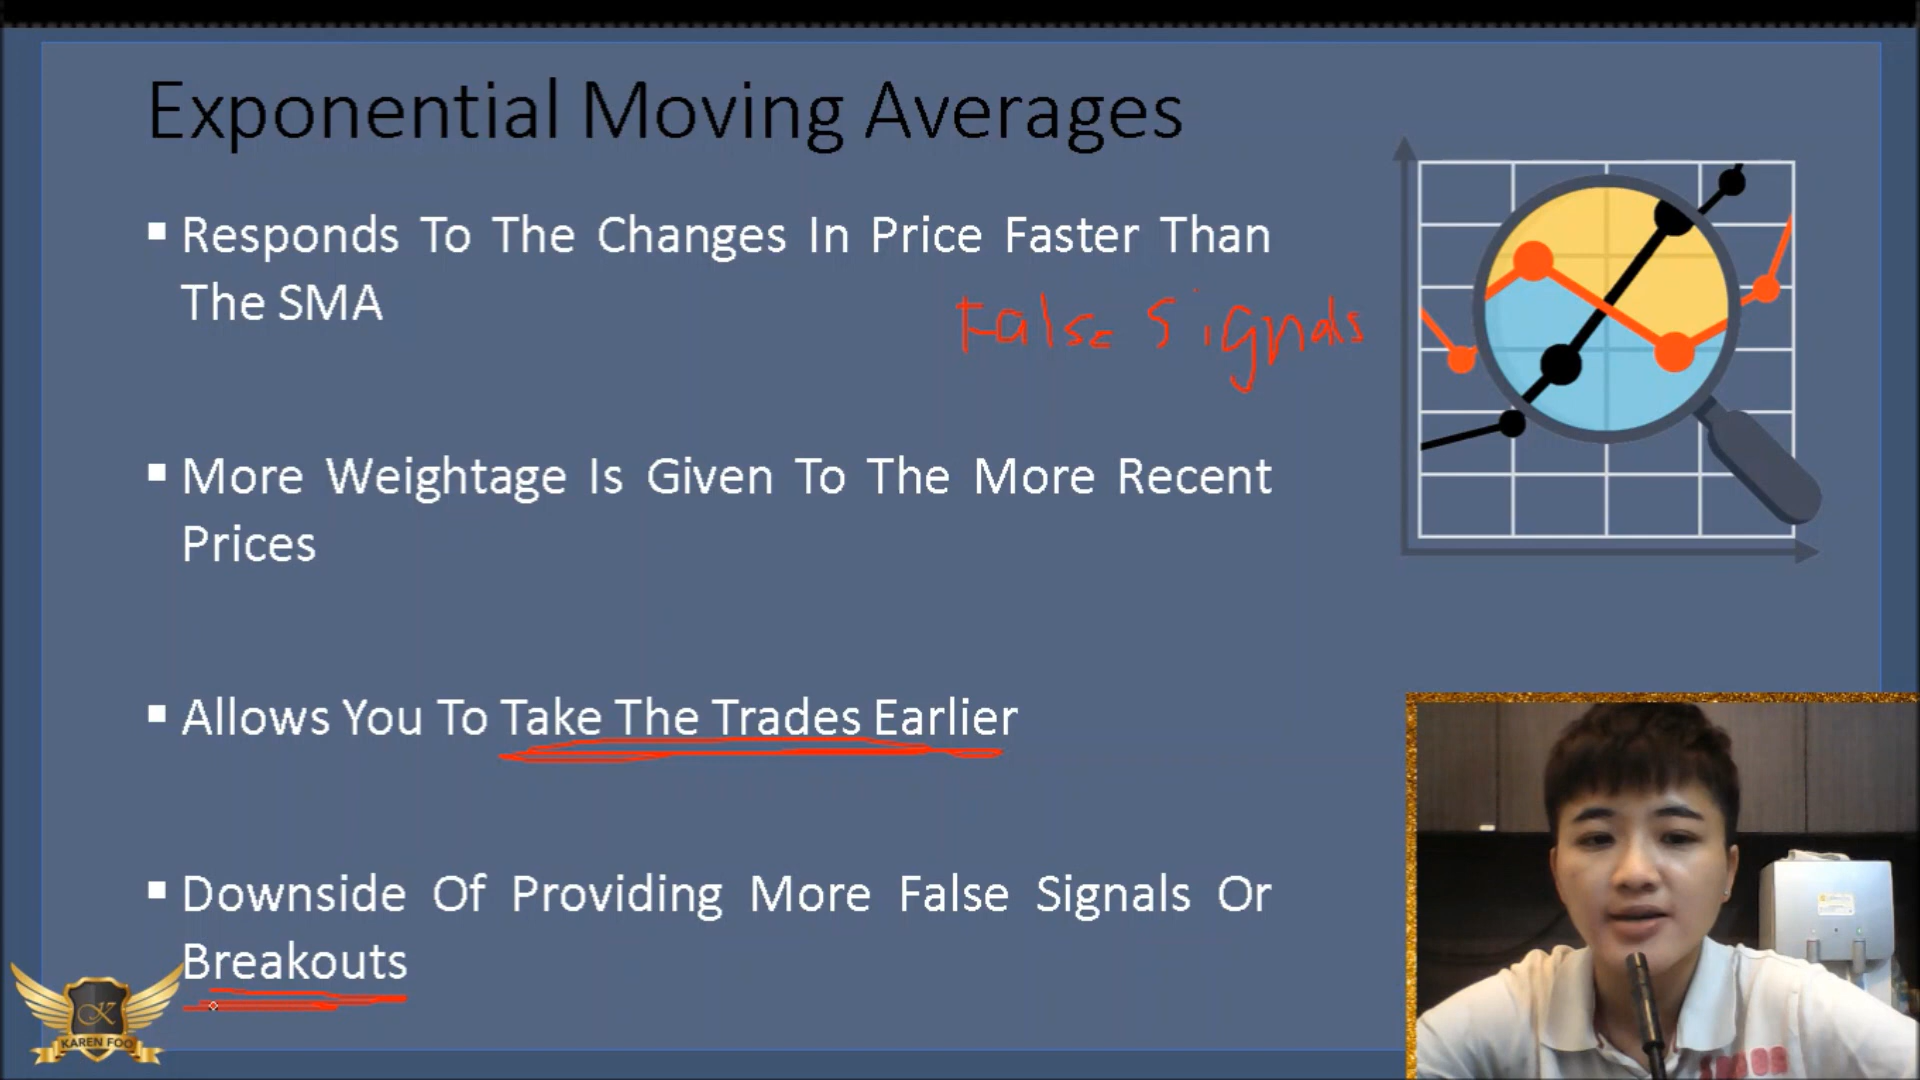 Exponential Moving Averages
Responds To The Changes In Price Faster Than
The SMA
False Signals
More Weightage Is Given To The More Recent
Prices
Allows You To Take The Trades Earlier
Downside Of Providing More False Signals Or
Breakouts
K
KAREN FOO